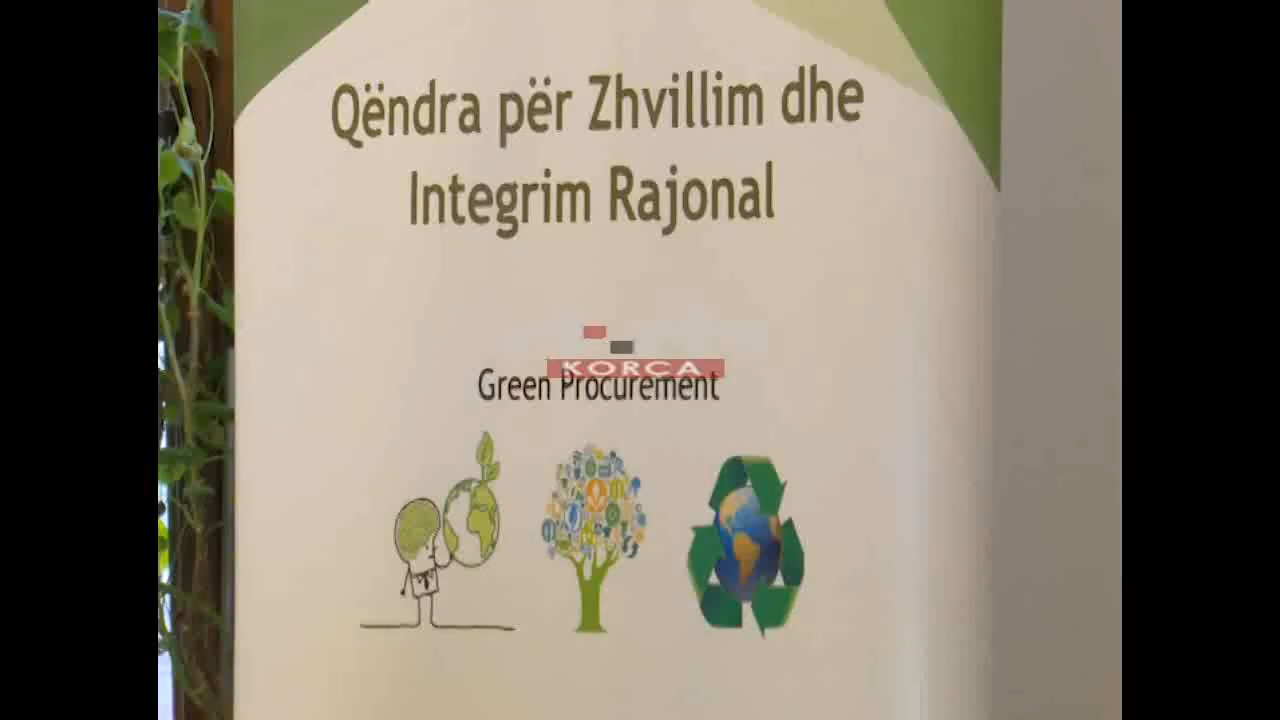 Qëndra për Zhvillim dhe
Integrim Rajonal
KORÇA
Green Procurement